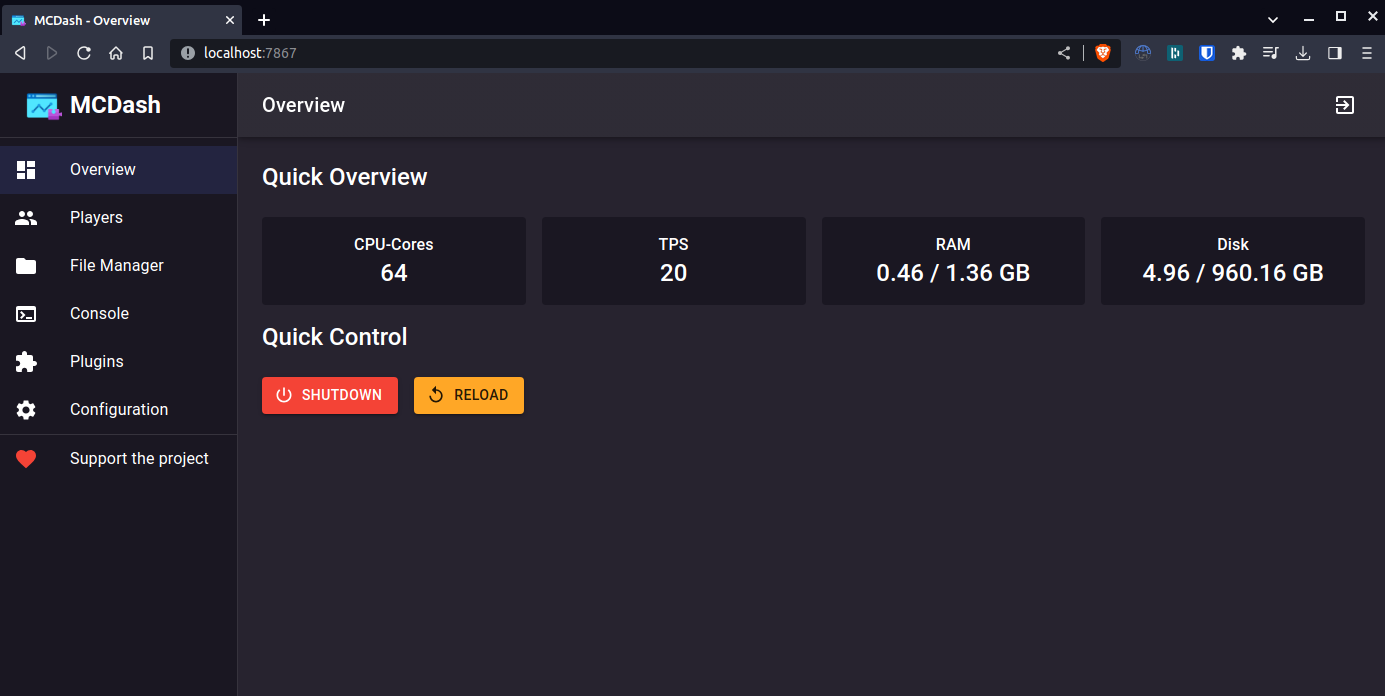 MCDash - Overview
localhost:7867
MCDash
Overview
Overview
Players
File Manager
Console
Plugins
Configuration
Support the project
Quick Overview
CPU-Cores
64
TPS
20
RAM
0.46 / 1.36 GB
Disk
4.96 / 960.16 GB
Quick Control
SHUTDOWN
RELOAD